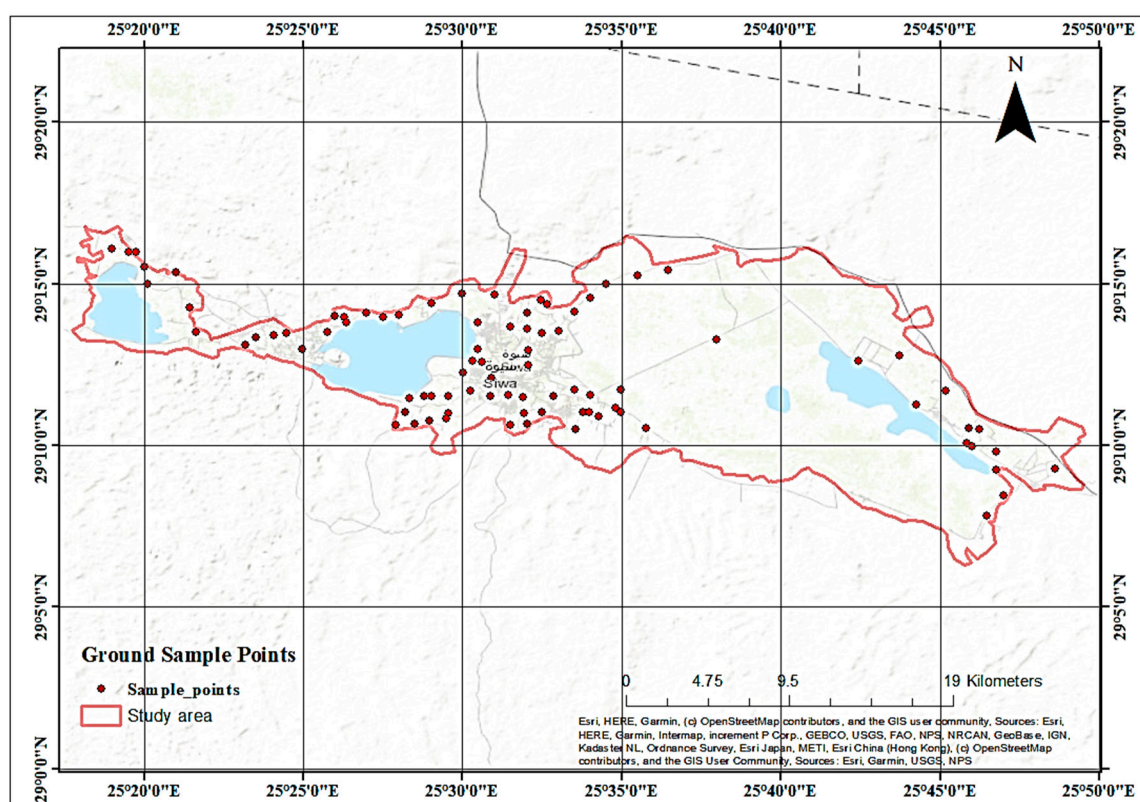 25°20'0"E 25°25'0"E 25°30'0"E 25°35'0"E 25°40'0"E 25°45'0"E 25°50'0"E
N
29°20'0"N 29°20'0"N
29°15'0"N 29°15'0"N
سيوة
Siwa
29°10'0"N 29°10'0"N
29°5'0"N 29°5'0"N
Ground Sample Points
Sample_points
Study area
0 4.75 9.5 19 Kilometers
Esri, HERE, Garmin, (c) OpenStreetMap contributors, and the GIS user community, Sources: Esri,
HERE, Garmin, Intermap, increment P Corp., GEBCO, USGS, FAO, NPS, NRCAN, GeoBase, IGN,
Kadaster NL, Ordnance Survey, Esri Japan, METI, Esri China (Hong Kong), (c) OpenStreetMap
contributors, and the GIS User Community, Sources: Esri, Garmin, USGS, NPS
29°0'0"N 29°0'0"N
25°20'0"E 25°25'0"E 25°30'0"E 25°35'0"E 25°40'0"E 25°45'0"E 25°50'0"E